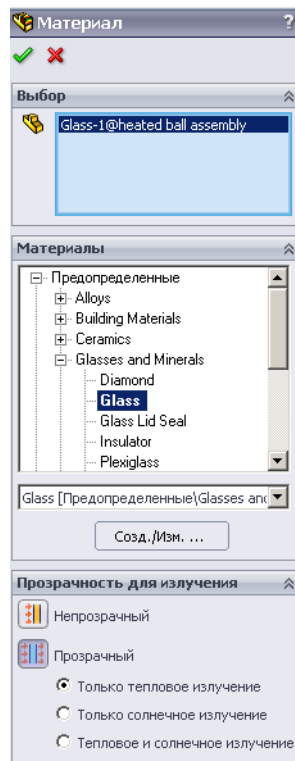 Материал ?
Выбор
Glass-1@heated ball assembly
Материалы
Предопределенные
Alloys
Building Materials
Ceramics
Glasses and Minerals
Diamond
Glass
Glass Lid Seal
Insulator
Plexiglass
Glass [Предопределенные\Glasses and
Созд./Изм. ...
Прозрачность для излучения
Непрозрачный
Прозрачный
Только тепловое излучение
Только солнечное излучение
Тепловое и солнечное излучение